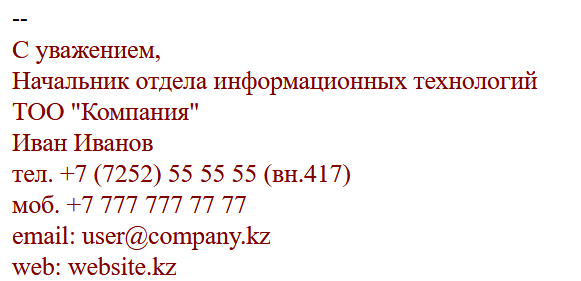 --
С уважением,
Начальник отдела информационных технологий
ТОО "Компания"
Иван Иванов
тел. +7 (7252) 55 55 55 (вн.417)
моб. +7 777 777 77 77
email: user@company.kz
web: website.kz